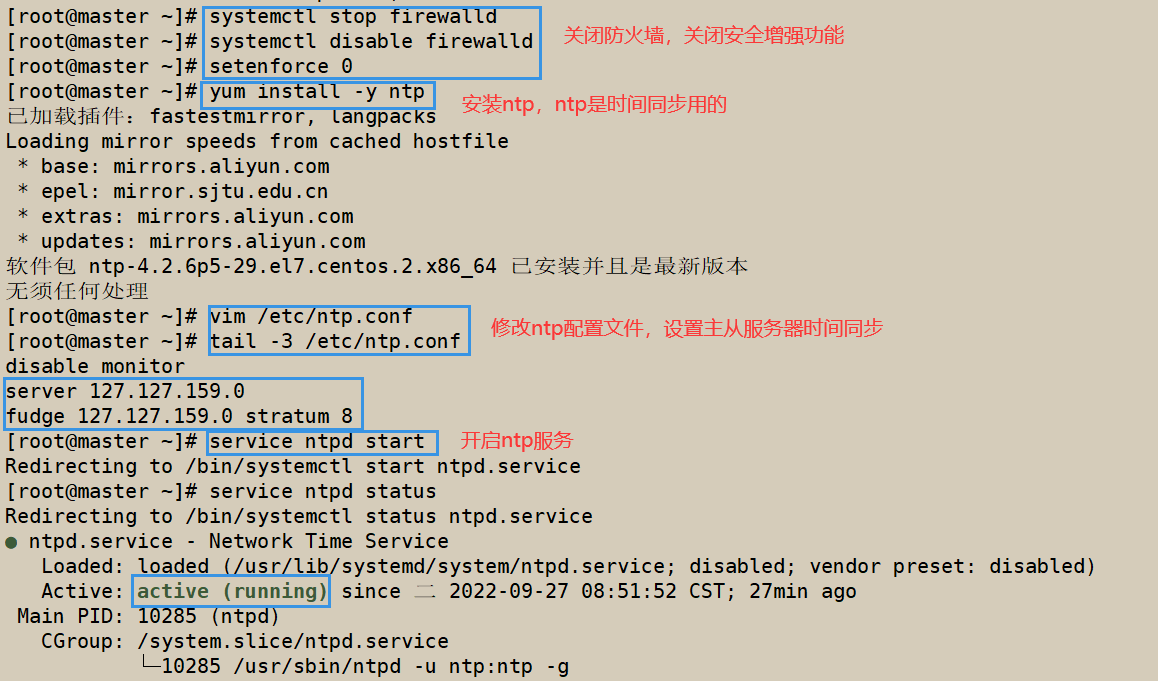 [root@master ~]# systemctl stop firewalld
[root@master ~]# systemctl disable firewalld 关闭防火墙，关闭安全增强功能
[root@master ~]# setenforce 0
[root@master ~]# yum install -y ntp 安装ntp，ntp是时间同步用的
已加载插件：fastestmirror, langpacks
Loading mirror speeds from cached hostfile
* base: mirrors.aliyun.com
* epel: mirror.sjtu.edu.cn
* extras: mirrors.aliyun.com
* updates: mirrors.aliyun.com
软件包 ntp-4.2.6p5-29.el7.centos.2.x86_64 已安装并且是最新版本
无须任何处理
[root@master ~]# vim /etc/ntp.conf 修改ntp配置文件，设置主从服务器时间同步
[root@master ~]# tail -3 /etc/ntp.conf
disable monitor
server 127.127.159.0
fudge 127.127.159.0 stratum 8
[root@master ~]# service ntpd start 开启ntp服务
Redirecting to /bin/systemctl start ntpd.service
[root@master ~]# service ntpd status
Redirecting to /bin/systemctl status ntpd.service
● ntpd.service - Network Time Service
Loaded: loaded (/usr/lib/systemd/system/ntpd.service; disabled; vendor preset: disabled)
Active: active (running) since 二 2022-09-27 08:51:52 CST; 27min ago
Main PID: 10285 (ntpd)
CGroup: /system.slice/ntpd.service
└─10285 /usr/sbin/ntpd -u ntp:ntp -g